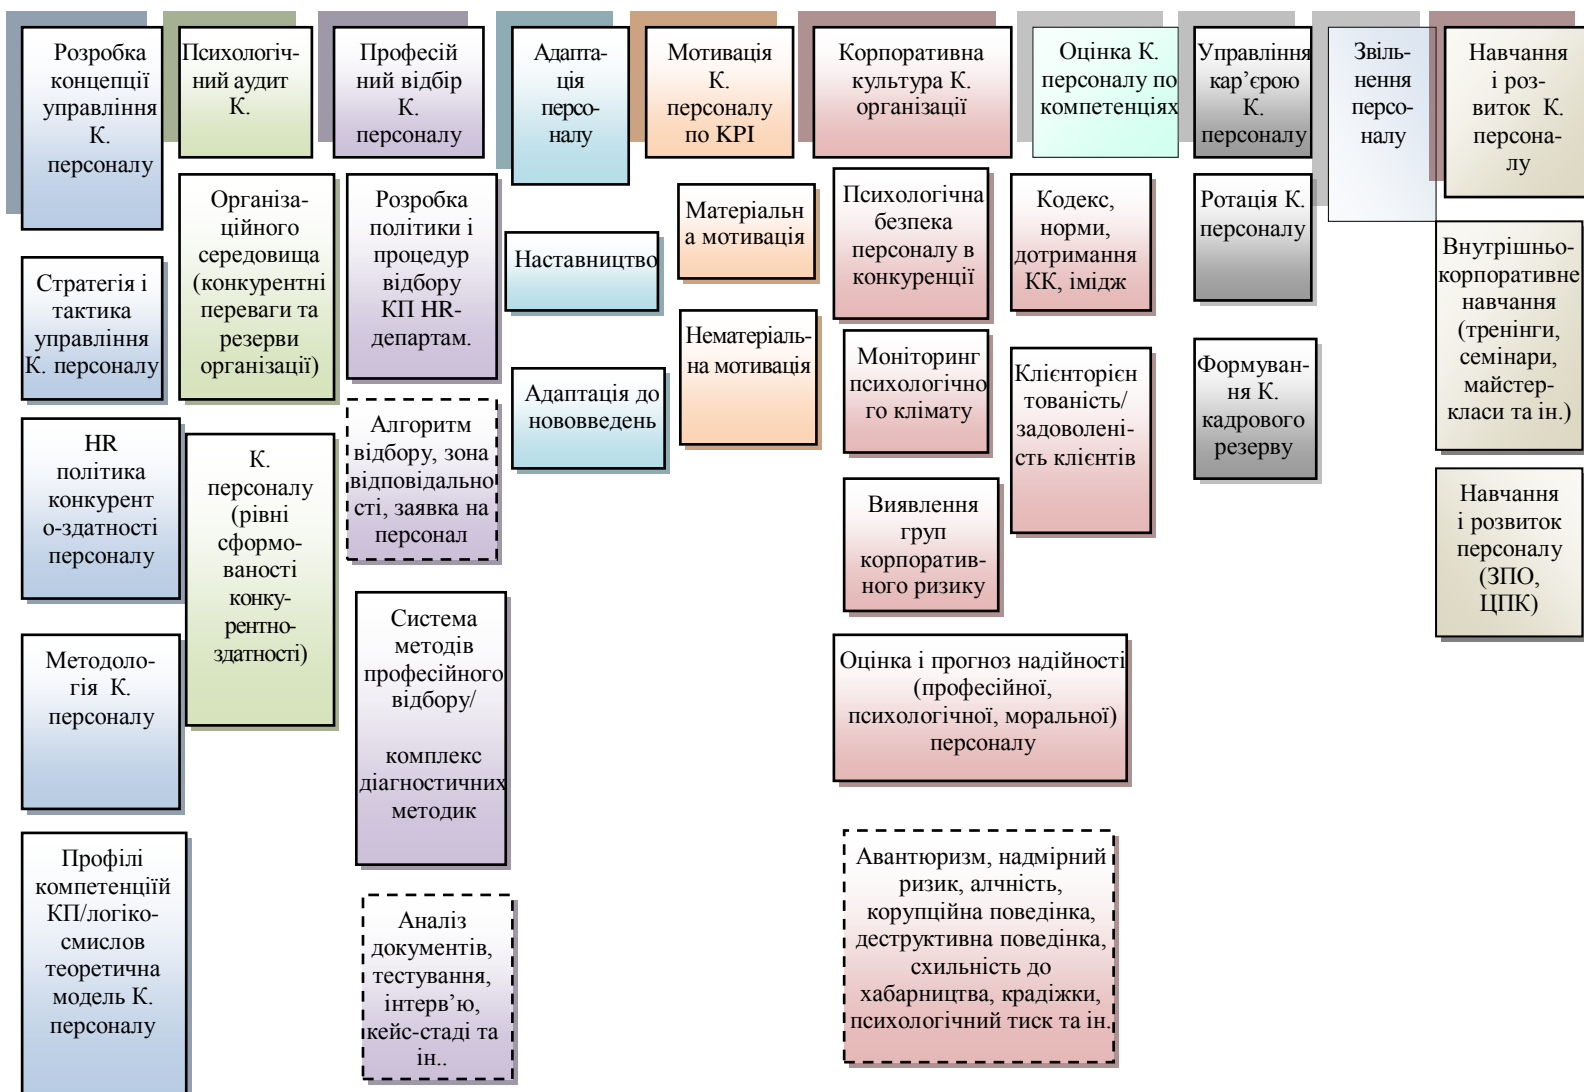 Розробка
концепції
управління
К.
персоналу
Психологіч
ний аудит
К.
Професій
ний відбір
К.
персоналу
Адапта-
ція
персо-
налу
Мотивація
К.
персоналу
по KPI
Корпоративна
культура К.
організації
Оцінка К.
персоналу по
компетенціях
Управління
кар’єрою
К.
персоналу
Звіль-
нення
персо-
налу
Навчання
і роз-
виток К.
персона-
лу
Стратегія і
тактика
управління
К. персоналу
HR
політика
конкурент
о-здатності
персоналу
Методоло-
гія К.
персоналу
Профілі
компетенціїй
КП/логіко-
смислов
теоретична
модель К.
персоналу
Організа-
ційного
середовища
(конкурентні
переваги та
резерви
організації)
К.
персоналу
(рівні
сформо-
ваності
конку-
рентно-
здатності)
Розробка
політики і
процедур
відбору
КП HR-
департам.
Алгоритм
відбору, зона
відповідально
сті, заявка на
персонал
Система
методів
професійного
відбору/
комплекс
діагностичних
методик
Аналіз
документів,
тестування,
інтерв’ю,
кейс-стаді та
ін..
Наставництво
Адаптація до
нововведень
Матеріальн
а мотивація
Нематеріаль-
на мотивація
Психологічна
безпека
персоналу в
конкуренції
Моніторинг
психологічно
го клімату
Виявлення
груп
корпоратив-
ного ризику
Оцінка і прогноз надійності
(професійної,
психологічної, моральної)
персоналу
Авантюризм, надмірний
ризик, алчність,
корупційна поведінка,
деструктивна поведінка,
схильність до
хабарництва, крадіжки,
психологічний тиск та ін.
Кодекс,
норми,
дотримання
КК, імідж
Клієнторієн
тованість/
задоволені-
сть клієнтів
Ротація К.
персоналу
Формуван-
ня К.
кадрового
резерву
Внутрішньо-
корпоративне
навчання
(тренінги,
семінари,
майстер-
класи та ін.)
Навчання
і розвиток
персоналу
(ЗПО,
ЦПК)